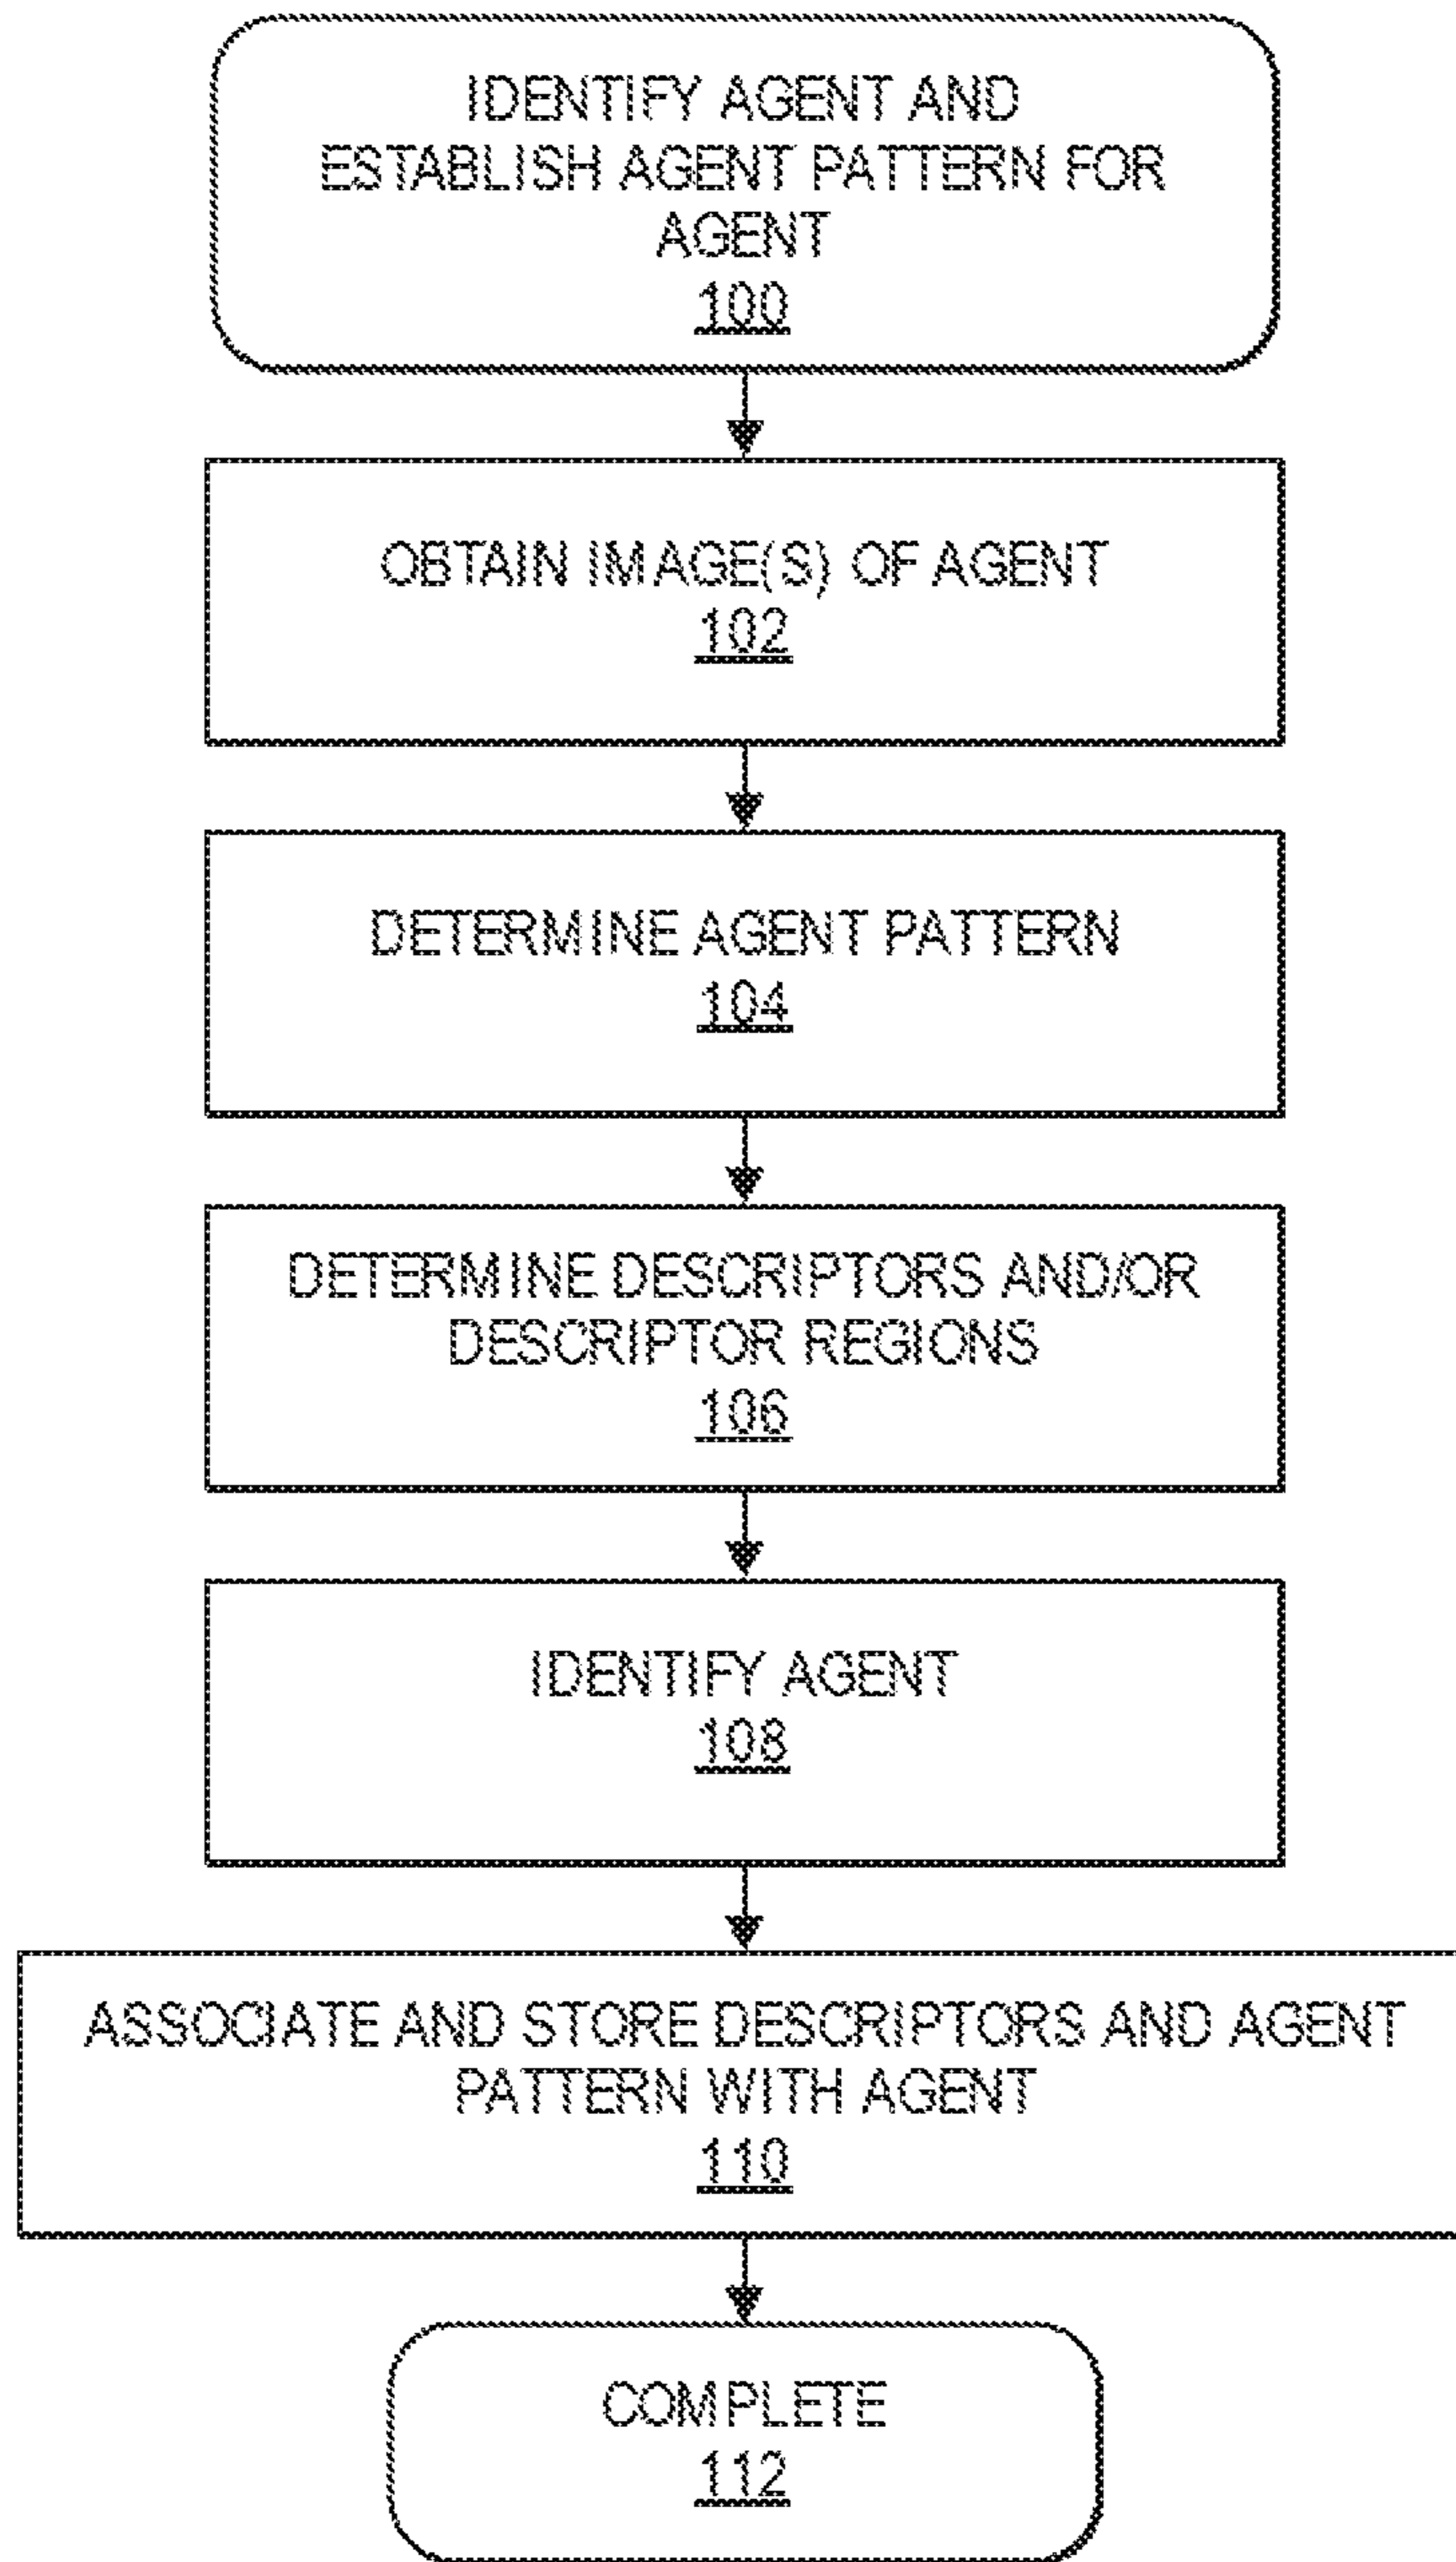 IDENTIFY AGENT AND
ESTABLISH AGENT PATTERN FOR
AGENT
100
OBTAIN IMAGE(S) OF AGENT
102
DETERMINE AGENT PATTERN
104
DETERMINE DESCRIPTORS AND/OR
DESCRIPTOR REGIONS
106
IDENTIFY AGENT
108
ASSOCIATE AND STORE DESCRIPTORS AND AGENT
PATTERN WITH AGENT
110
COMPLETE
112